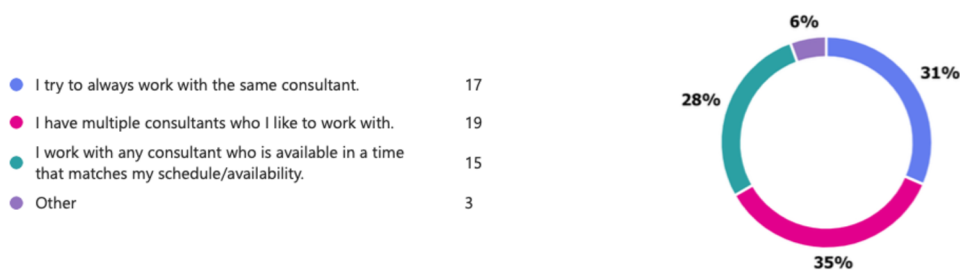 6%
31%
I try to always work with the same consultant. 17
28%
I have multiple consultants who I like to work with. 19
I work with any consultant who is available in a time
that matches my schedule/availability. 15
Other 3
35%